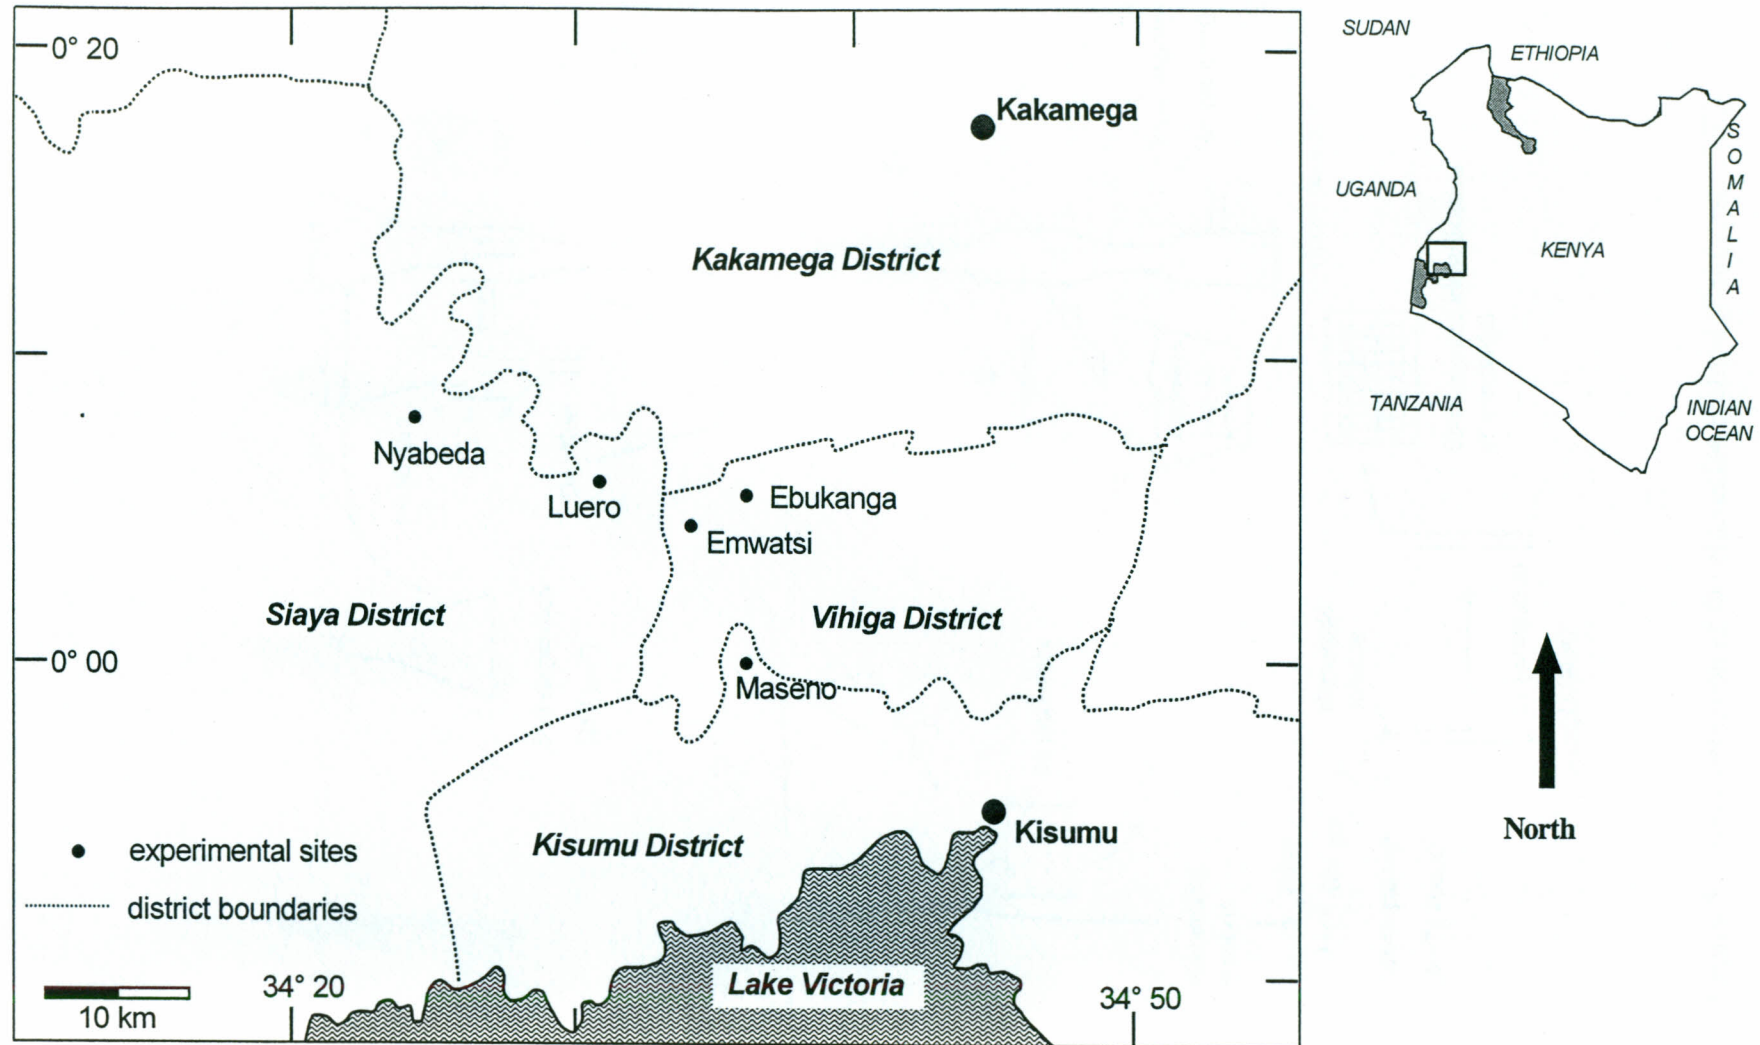 0° 20
Kakamega
Kakamega District
Nyabeda
Luero
Ebukanga
Emwatsi
Siaya District
Vihiga District
0° 00
Maseno
Kisumu District
Kisumu
experimental sites
district boundaries
Lake Victoria
34° 20
34° 50
10 km
SUDAN
ETHIOPIA
SOMALIA
UGANDA
KENYA
TANZANIA
INDIAN
OCEAN
North